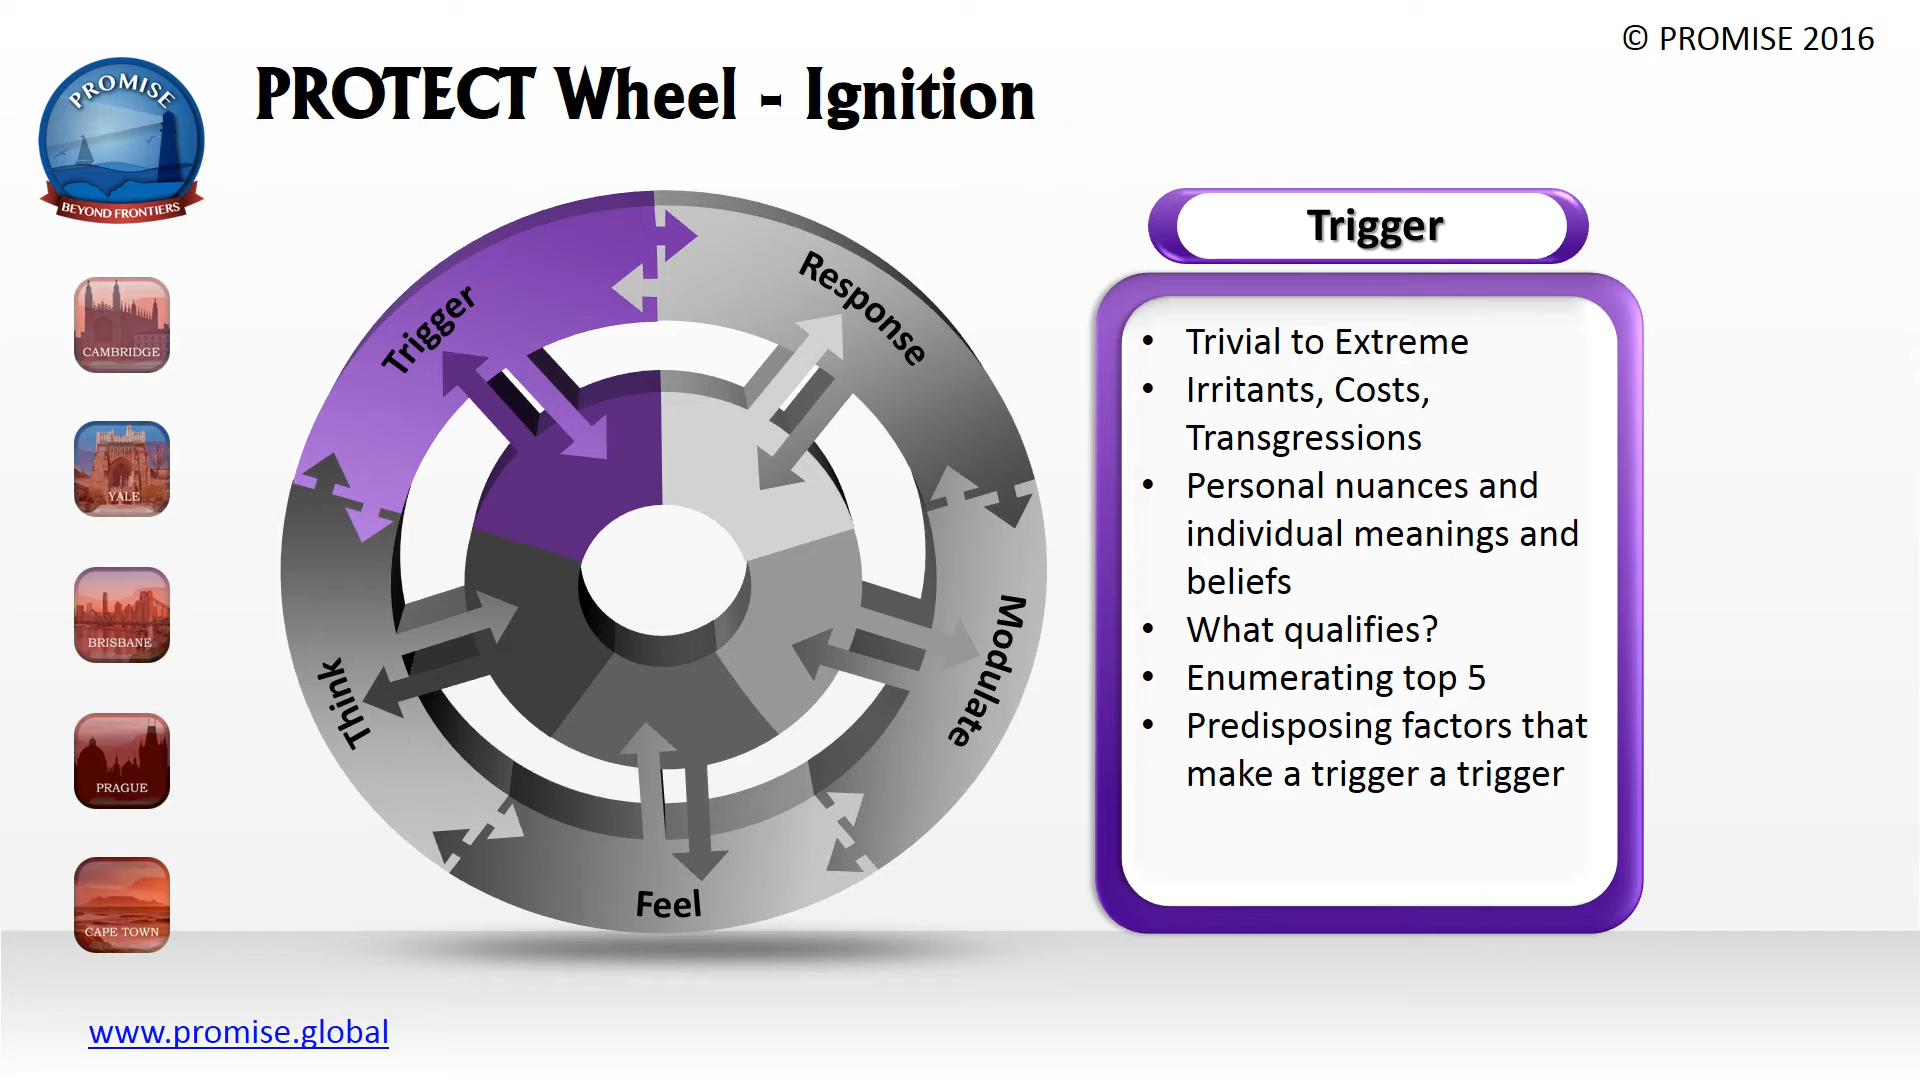 © PROMISE 2016
PROMISE
BEYOND FRONTIERS
PROTECT Wheel - Ignition
CAMBRIDGE
YALE
BRISBANE
PRAGUE
CAPE TOWN
Trigger
Response
Modulate
Feel
Think
Trigger
• Trivial to Extreme
• Irritants, Costs,
Transgressions
• Personal nuances and
individual meanings and
beliefs
• What qualifies?
• Enumerating top 5
• Predisposing factors that
make a trigger a trigger
www.promise.global